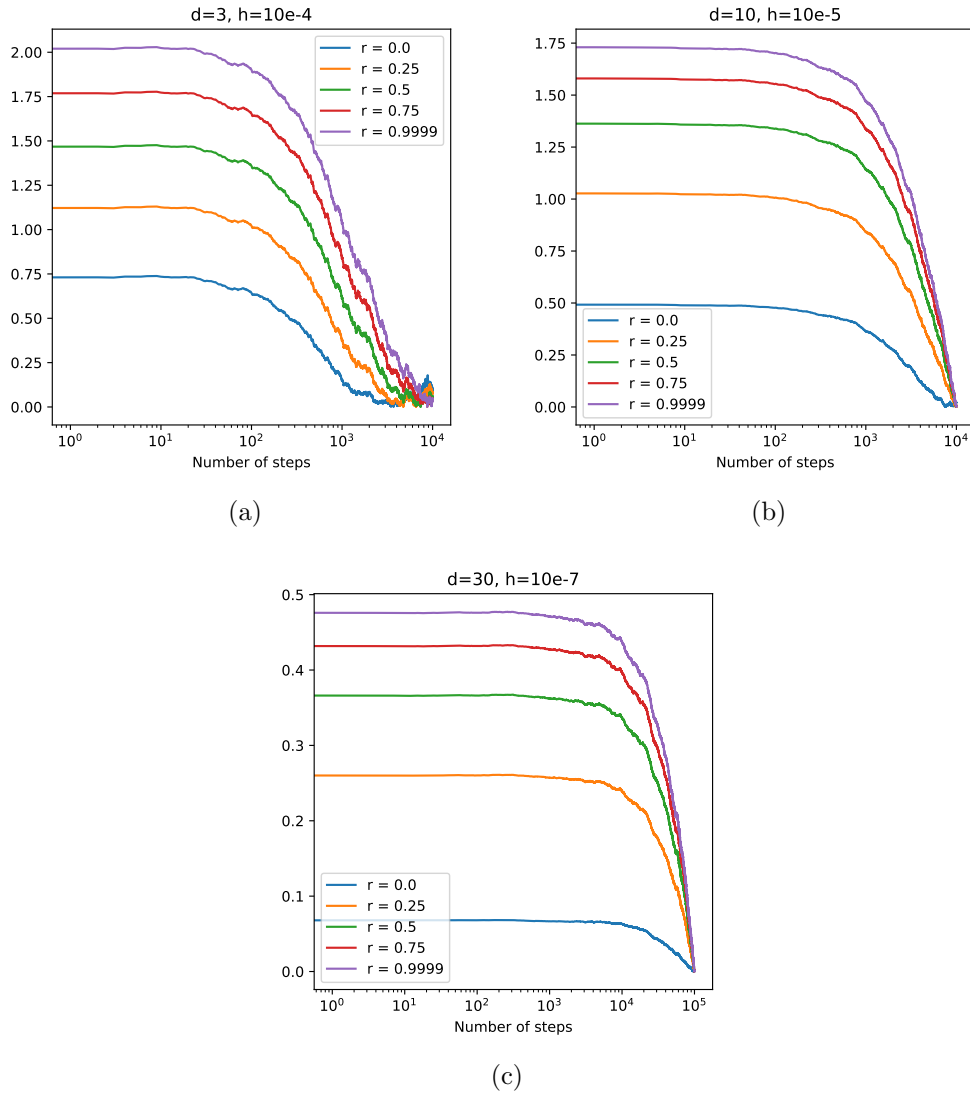 d=3, h=10e-4
2.00
1.75
1.50
1.25
1.00
0.75
0.50
0.25
0.00
r = 0.0
r = 0.25
r = 0.5
r = 0.75
r = 0.9999
10^0
10^1
10^2
10^3
10^4
Number of steps
(a)
d=10, h=10e-5
1.75
1.50
1.25
1.00
0.75
0.50
0.25
0.00
r = 0.0
r = 0.25
r = 0.5
r = 0.75
r = 0.9999
10^0
10^1
10^2
10^3
10^4
Number of steps
(b)
d=30, h=10e-7
0.5
0.4
0.3
0.2
0.1
0.0
r = 0.0
r = 0.25
r = 0.5
r = 0.75
r = 0.9999
10^0
10^1
10^2
10^3
10^4
10^5
Number of steps
(c)